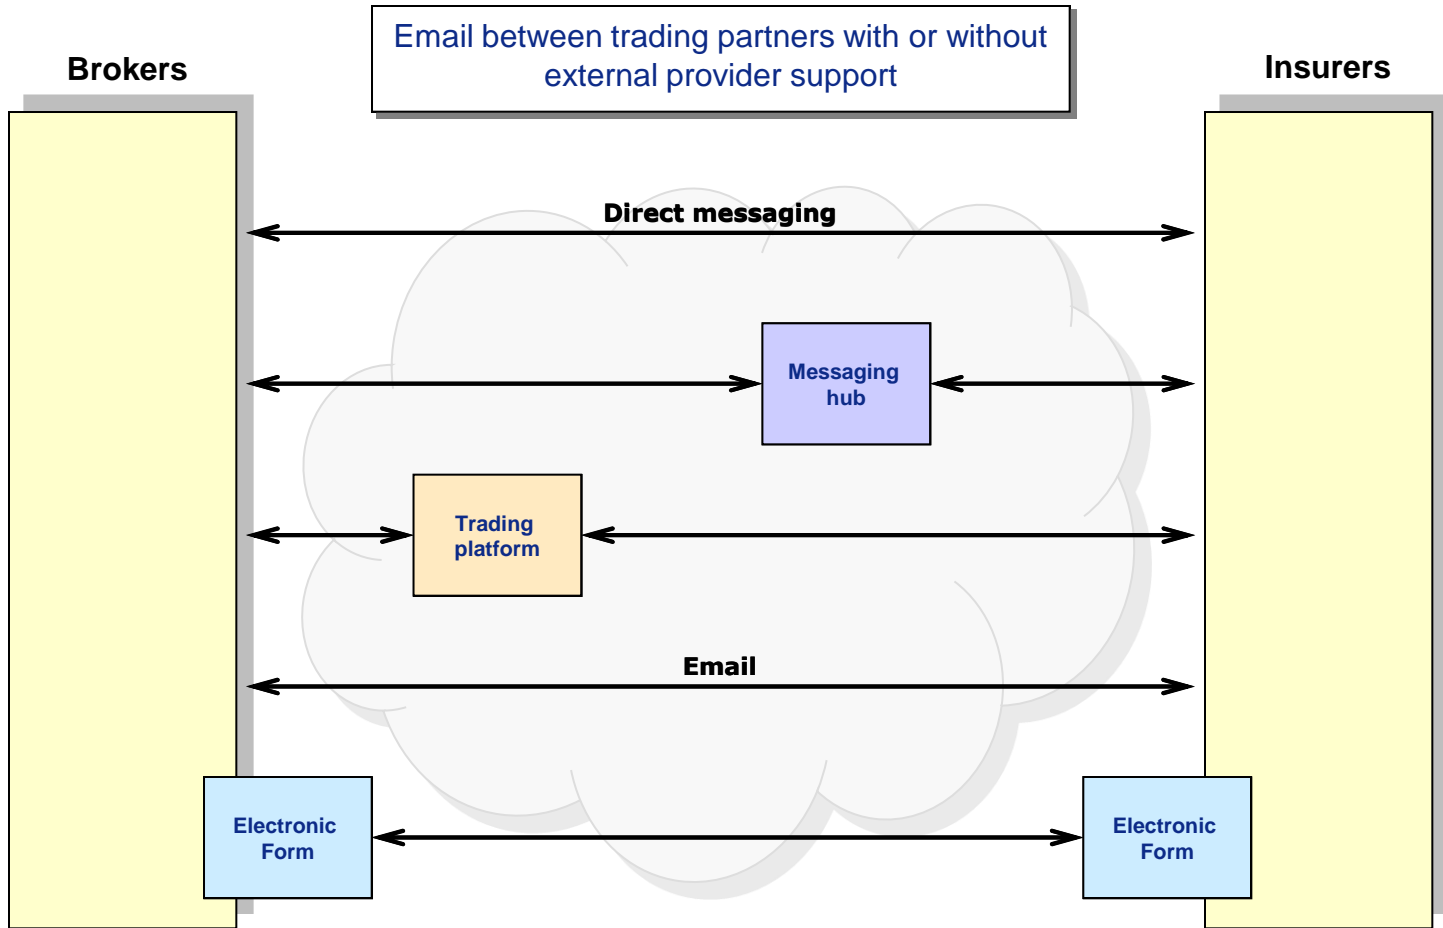 Email between trading partners with or without
external provider support
Brokers
Insurers
Direct messaging
Messaging
hub
Trading
platform
Email
Electronic
Form
Electronic
Form